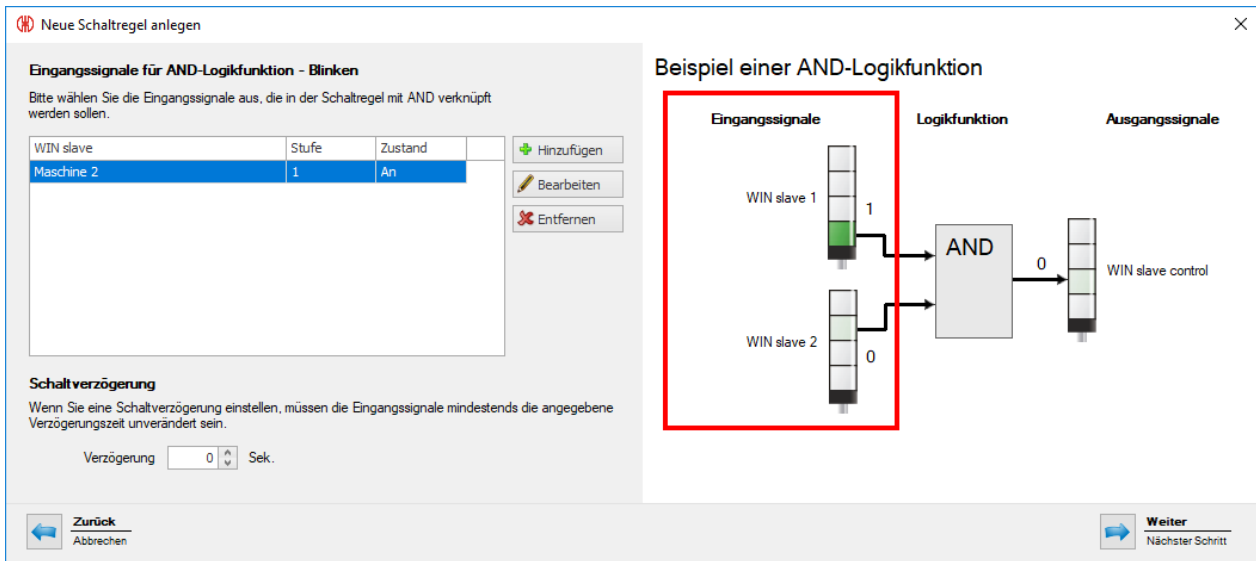 Neue Schaltregel anlegen
Eingangssignale für AND-Logikfunktion - Blinken
Bitte wählen Sie die Eingangssignale aus, die in der Schaltregel mit AND verknüpft
werden sollen.
WIN slave Stufe Zustand
Maschine 2 1 An
Hinzufügen
Bearbeiten
Entfernen
Schaltverzögerung
Wenn Sie eine Schaltverzögerung einstellen, müssen die Eingangssignale mindestends die angegebene
Verzögerungszeit unverändert sein.
Verzögerung 0 Sek.
Beispiel einer AND-Logikfunktion
Eingangssignale Logikfunktion Ausgangssignale
WIN slave 1
1
AND
0
WIN slave control
WIN slave 2
0
Zurück
Abbrechen
Weiter
Nächster Schritt